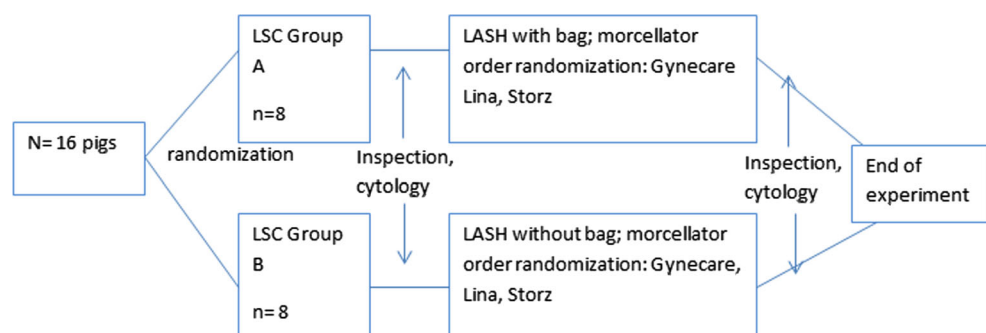 N= 16 pigs
randomization
LSC Group
A
n=8
Inspection,
cytology
LASH with bag; morcellator
order randomization: Gynecare
Lina, Storz
LSC Group
B
n= 8
LASH without bag; morcellator
order randomization: Gynecare,
Lina, Storz
Inspection,
cytology
End of
experiment